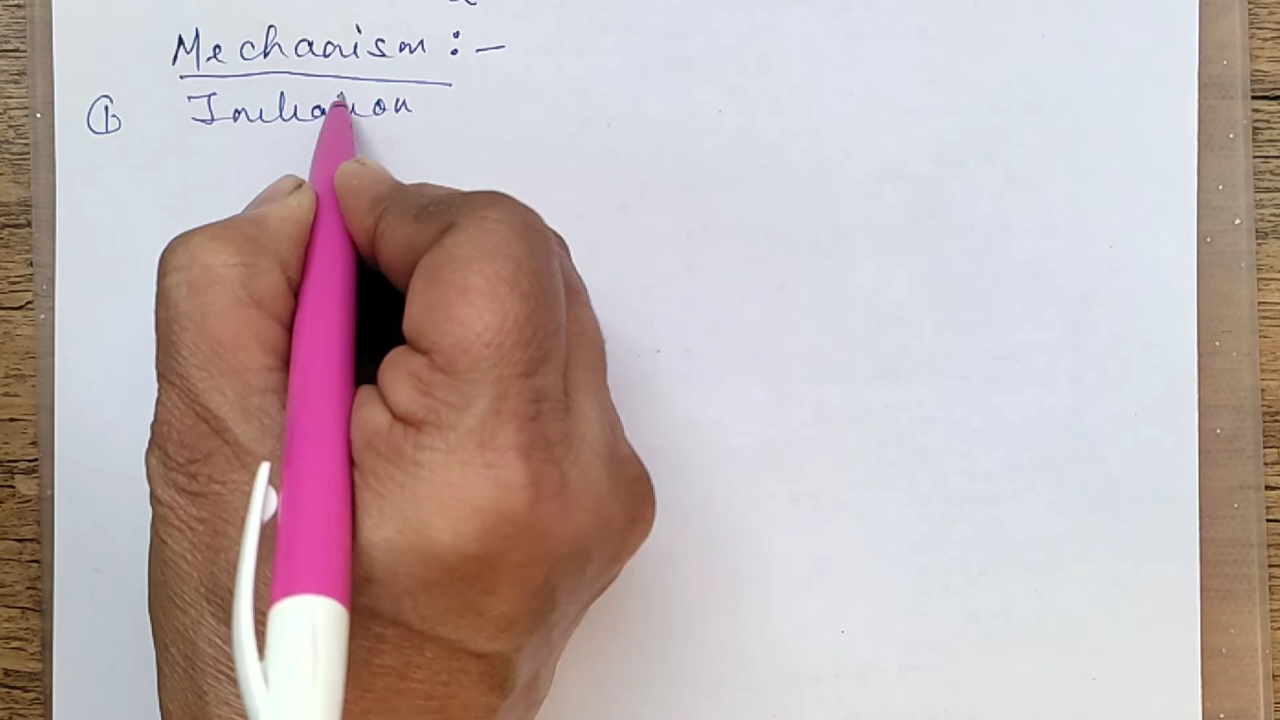 Mechanism :-
① Initiation